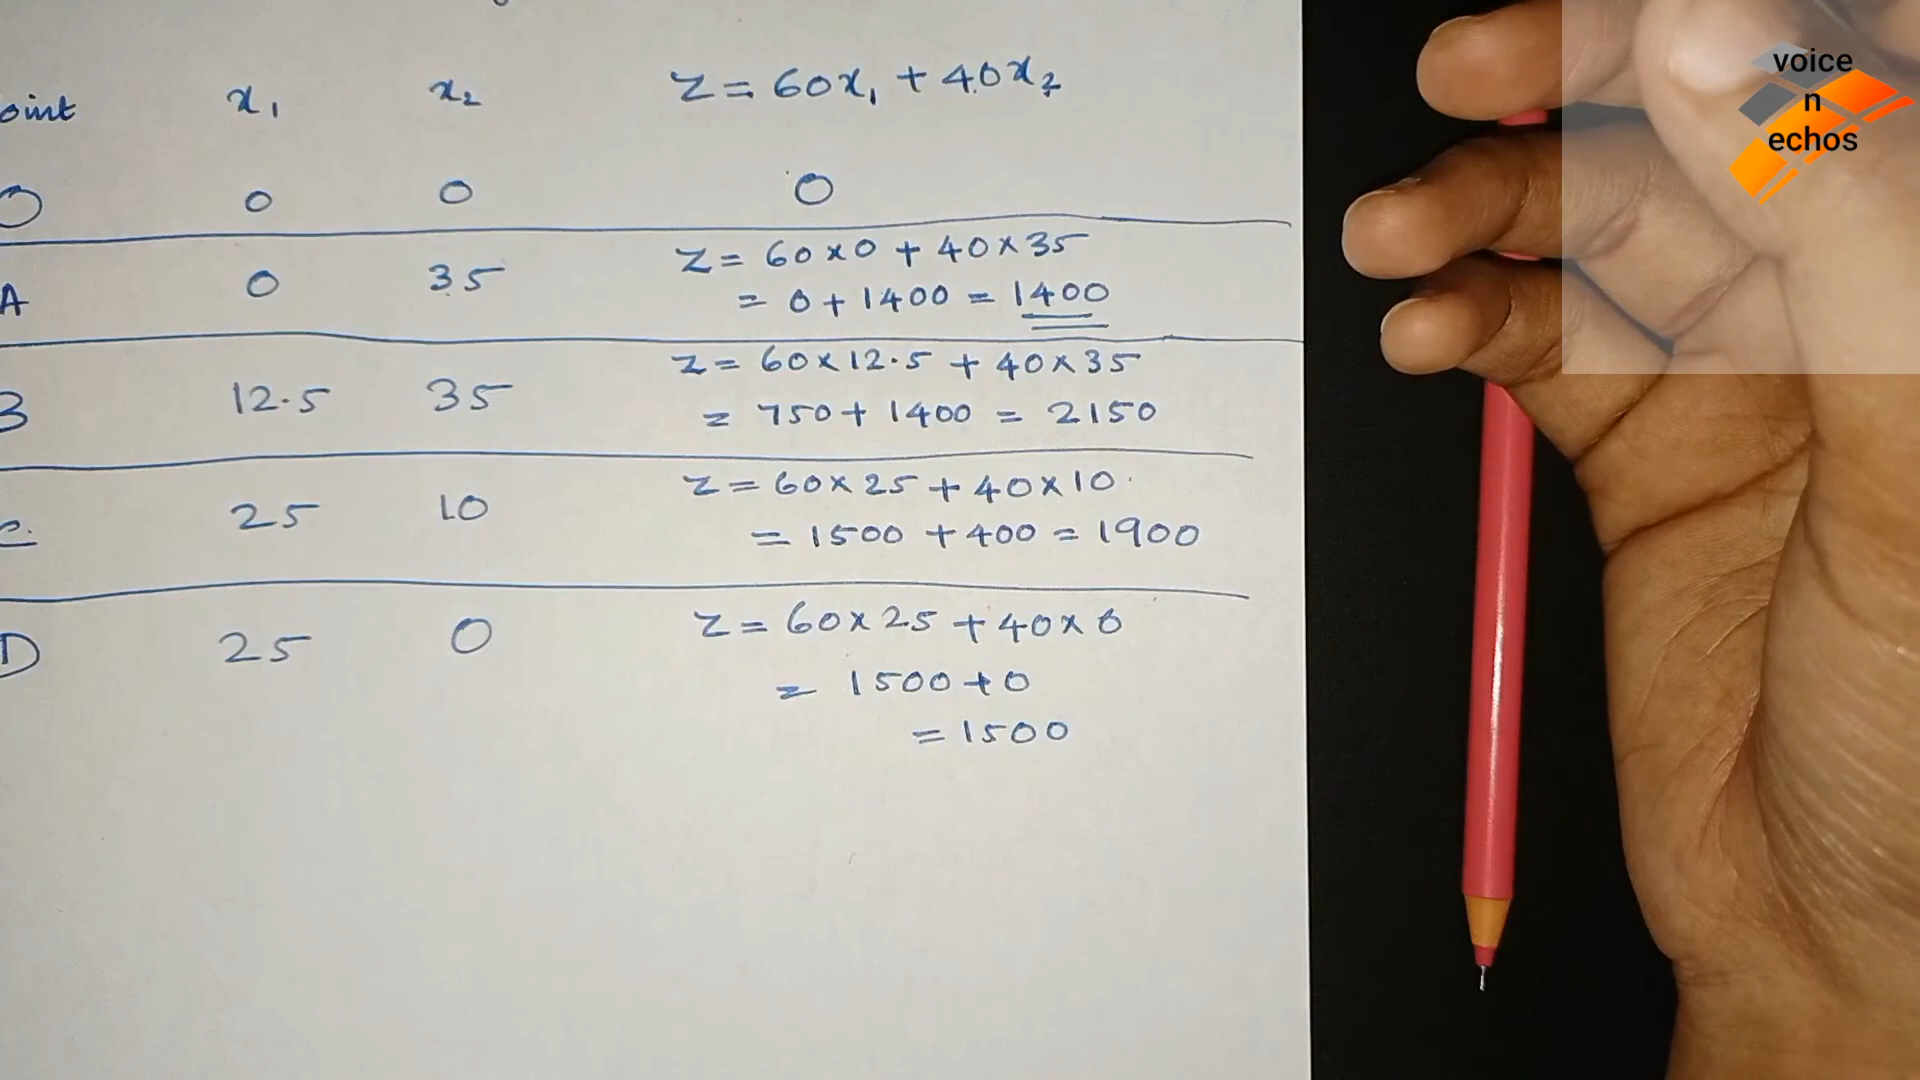 oint x₁ x₂ Z = 60x₁ + 40x₂
O 0 0 0
A 0 35 Z = 60 × 0 + 40 × 35
= 0 + 1400 = 1400
B 12.5 35 Z = 60 × 12.5 + 40 × 35
= 750 + 1400 = 2150
C. 25 10 Z = 60 × 25 + 40 × 10
= 1500 + 400 = 1900
D 25 0 Z = 60 × 25 + 40 × 0
= 1500 + 0
= 1500
voice
n
echos